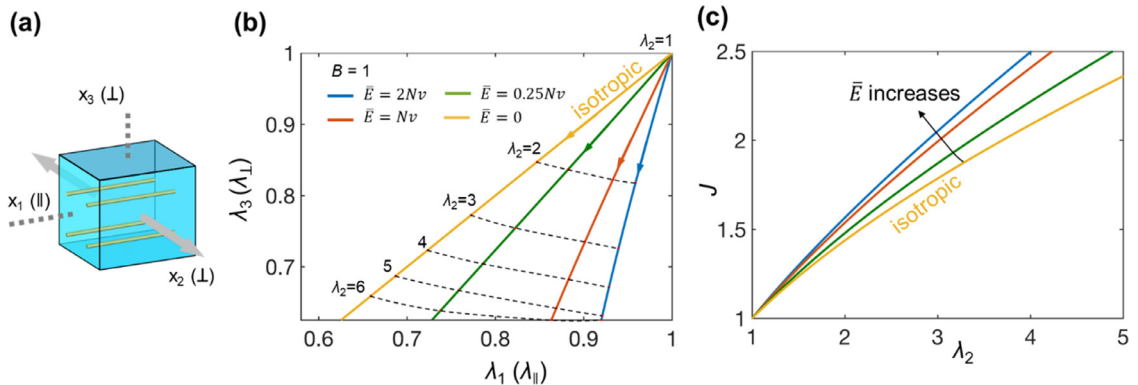 (a)
x₃ (⊥)
x₁ (||)
x₂ (⊥)
(b)
λ₂=1
B = 1
Ē = 2Nv
Ē = 0.25Nv
Ē = Nv
Ē = 0
isotropic
λ₂=2
λ₂=3
4
5
λ₂=6
1
0.9
0.8
0.7
λ₃ (λ⊥)
0.6
0.7
0.8
0.9
1
λ₁ (λ||)
(c)
2.5
2
1.5
1
J
Ē increases
isotropic
1
2
3
4
5
λ₂